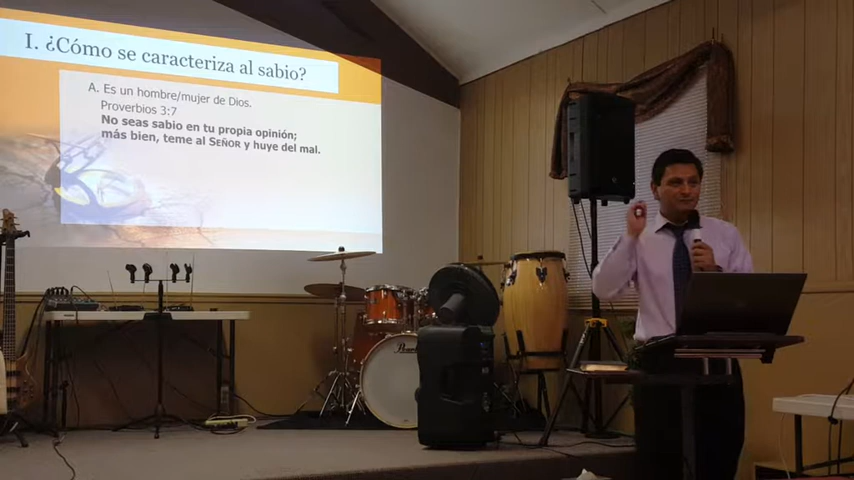 I. ¿Cómo se caracteriza al sabio?
A. Es un hombre/mujer de Dios.
Proverbios 3:7
No seas sabio en tu propia opinión;
más bien, teme al SEÑOR y huye del mal.
Pearl